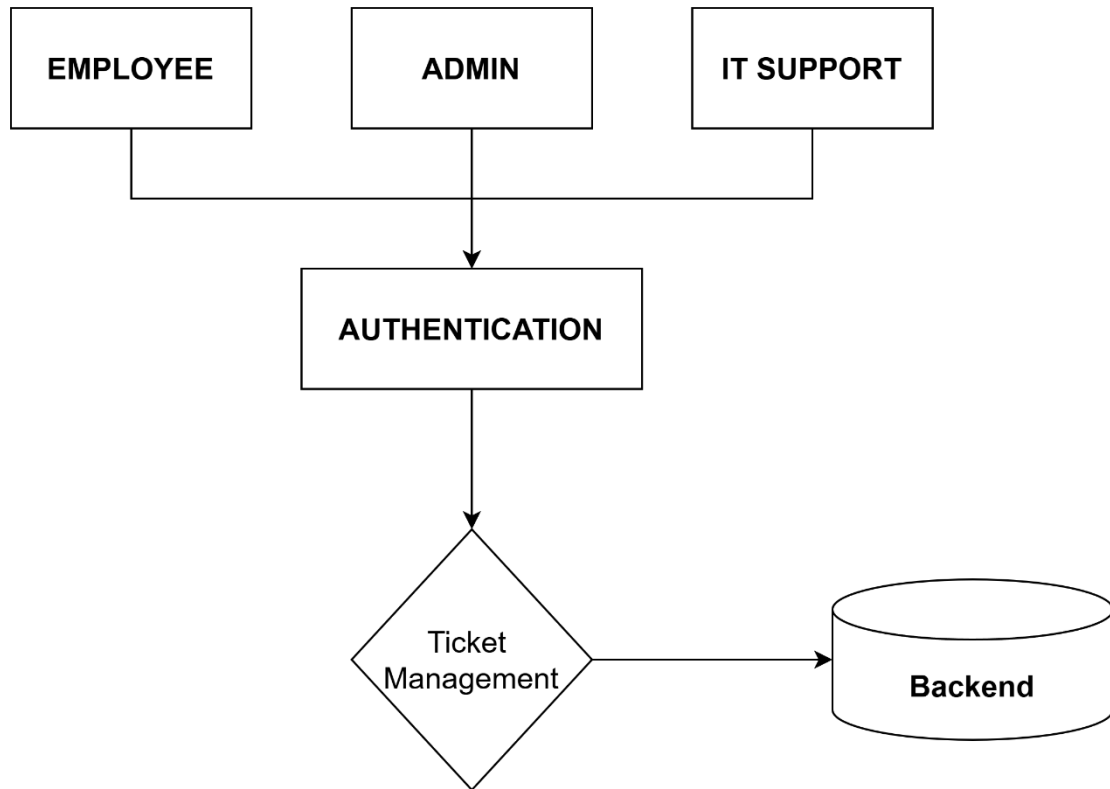 EMPLOYEE
ADMIN
IT SUPPORT
AUTHENTICATION
Ticket
Management
Backend